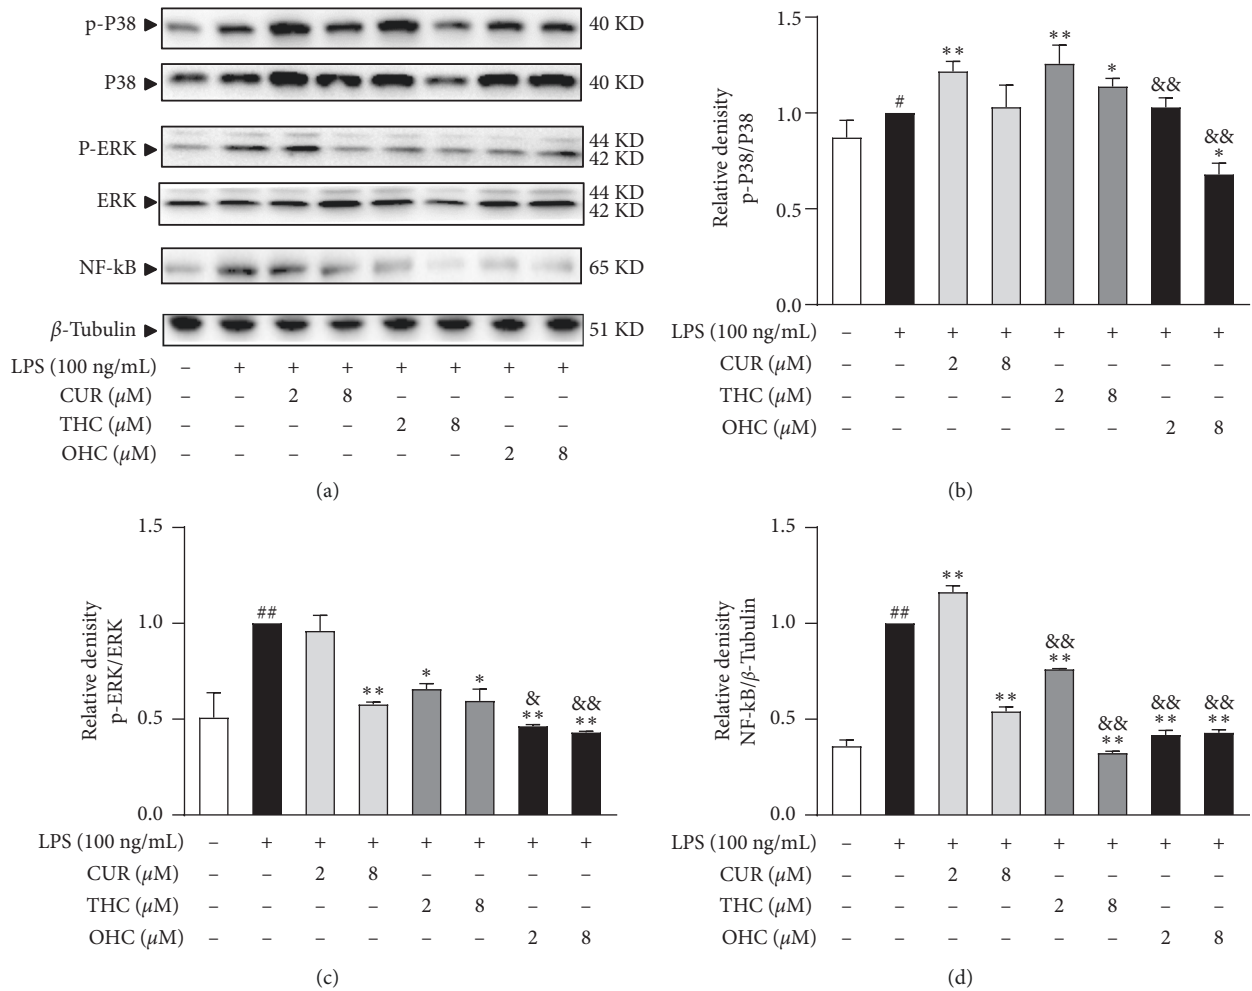 p-P38 40 KD
P38 40 KD
P-ERK 44 KD
42 KD
ERK 44 KD
42 KD
NF-kB 65 KD
β-Tubulin 51 KD
LPS (100 ng/mL) – + + + + + + +
CUR (μM) – – 2 8 – – – –
THC (μM) – – – – 2 8 – –
OHC (μM) – – – – – – 2 8
(a)
Relative denisity
p-P38/P38
1.5
1.0
0.5
0.0
# ** ** * && &&
*
LPS (100 ng/mL) – + + + + + + +
CUR (μM) – – 2 8 – – – –
THC (μM) – – – – 2 8 – –
OHC (μM) – – – – – – 2 8
(b)
Relative denisity
p-ERK/ERK
1.5
1.0
0.5
0.0
## ** * * & &&
** **
LPS (100 ng/mL) – + + + + + + +
CUR (μM) – – 2 8 – – – –
THC (μM) – – – – 2 8 – –
OHC (μM) – – – – – – 2 8
(c)
Relative denisity
NF-kB/β-Tubulin
1.5
1.0
0.5
0.0
## ** ** && && && &&
** ** ** **
LPS (100 ng/mL) – + + + + + + +
CUR (μM) – – 2 8 – – – –
THC (μM) – – – – 2 8 – –
OHC (μM) – – – – – – 2 8
(d)